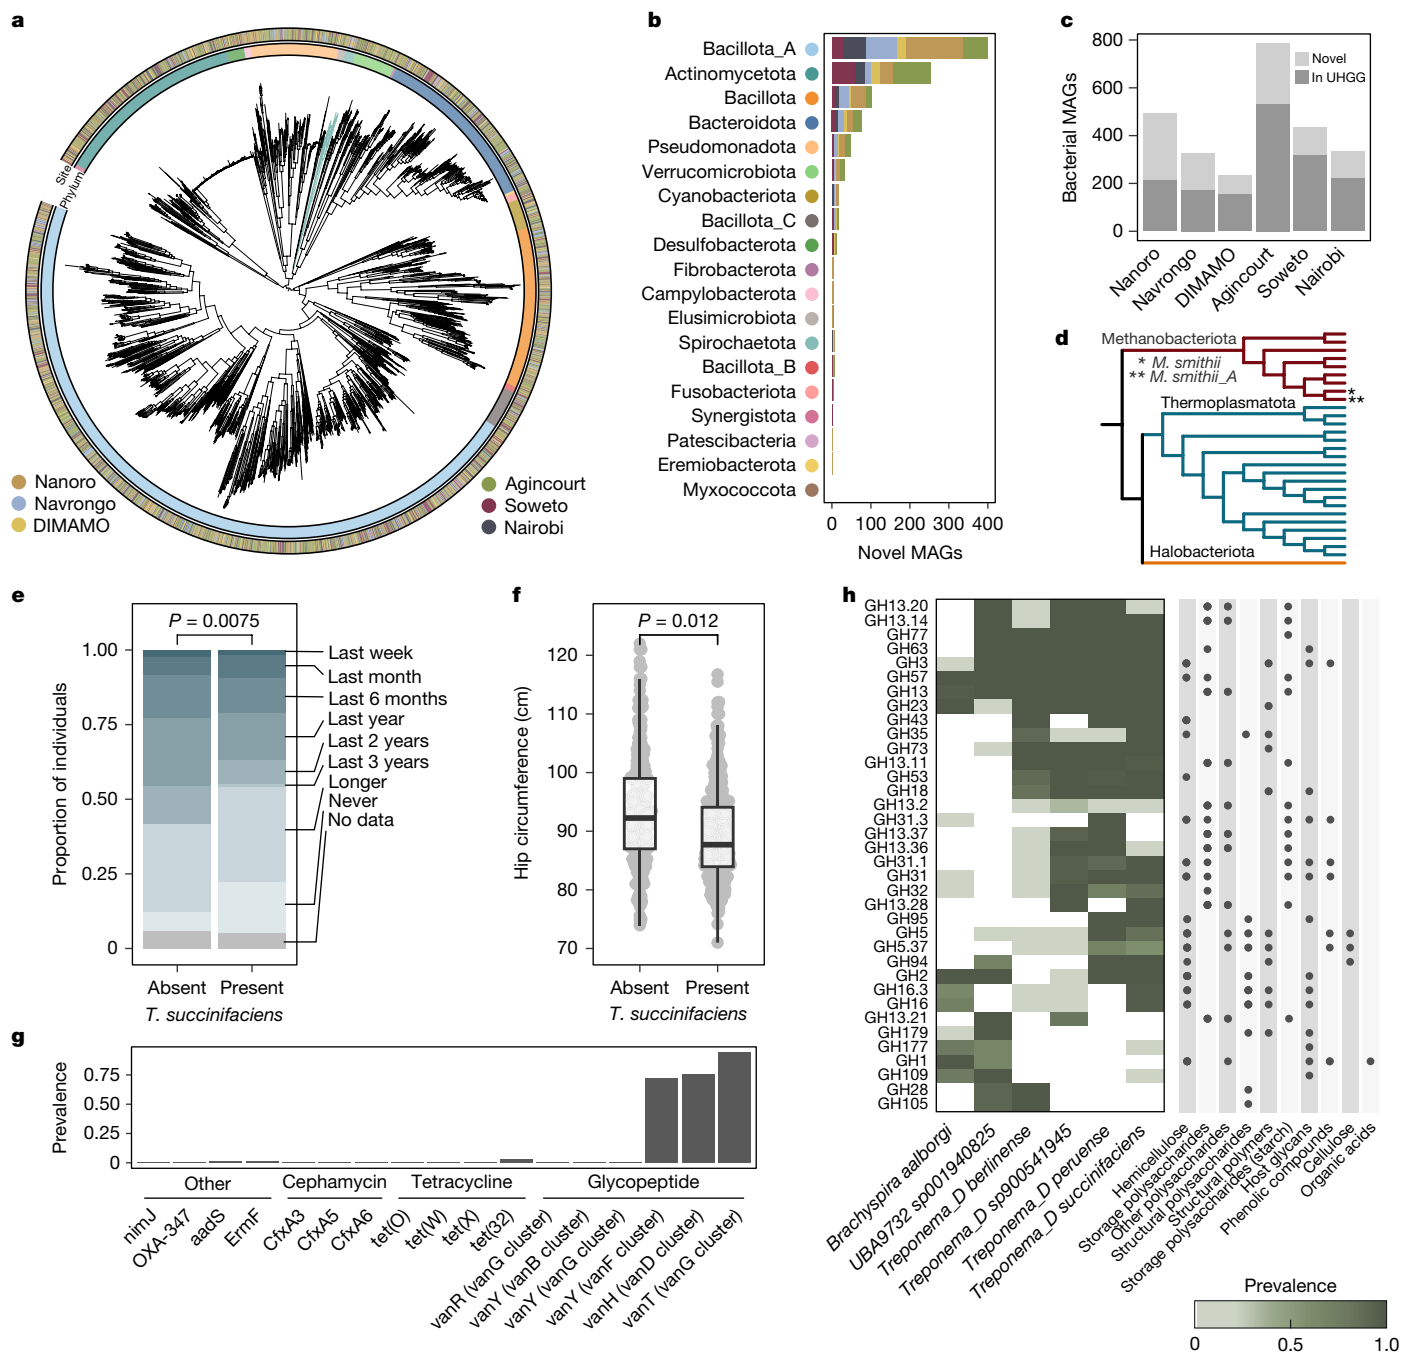 a
Site
Phylum
Nanoro
Navrongo
DIMAMO
Agincourt
Soweto
Nairobi
b
Bacillota_A
Actinomycetota
Bacillota
Bacteroidota
Pseudomonadota
Verrucomicrobiota
Cyanobacteriota
Bacillota_C
Desulfobacterota
Fibrobacterota
Campylobacterota
Elusimicrobiota
Spirochaetota
Bacillota_B
Fusobacteriota
Synergistota
Patescibacteria
Eremiobacterota
Myxococcota
0 100 200 300 400
Novel MAGs
c
Bacterial MAGs
800
600
400
200
0
Novel
In UHGG
Nanoro
Navrongo
DIMAMO
Agincourt
Soweto
Nairobi
d
Methanobacteriota
* M. smithii
** M. smithii_A
*
**
Thermoplasmatota
Halobacteriota
e
P = 0.0075
Proportion of individuals
1.00
0.75
0.50
0.25
0
Last week
Last month
Last 6 months
Last year
Last 2 years
Last 3 years
Longer
Never
No data
Absent Present
T. succinifaciens
f
P = 0.012
Hip circumference (cm)
120
110
100
90
80
70
Absent Present
T. succinifaciens
g
Prevalence
0.75
0.50
0.25
0
Other Cephamycin Tetracycline Glycopeptide
nimJ
OXA-347
aadS
ErmF
CfxA3
CfxA5
CfxA6
tet(O)
tet(W)
tet(X)
tet(32)
vanR (vanG cluster)
vanY (vanB cluster)
vanY (vanG cluster)
vanY (vanF cluster)
vanH (vanD cluster)
vanT (vanG cluster)
h
GH13.20
GH13.14
GH77
GH63
GH3
GH57
GH13
GH23
GH43
GH35
GH73
GH13.11
GH53
GH18
GH13.2
GH31.3
GH13.37
GH13.36
GH31.1
GH31
GH32
GH13.28
GH95
GH5
GH5.37
GH94
GH2
GH16.3
GH16
GH13.21
GH179
GH177
GH1
GH109
GH28
GH105
Brachyspira aalborgi
UBA9732 sp001940825
Treponema_D berlinense
Treponema_D sp900541945
Treponema_D peruense
Treponema_D succinifaciens
Hemicellulose
Storage polysaccharides
Other polysaccharides
Structural polysaccharides
Structural polymers
Storage polysaccharides (starch)
Host glycans
Phenolic compounds
Cellulose
Organic acids
Prevalence
0 0.5 1.0